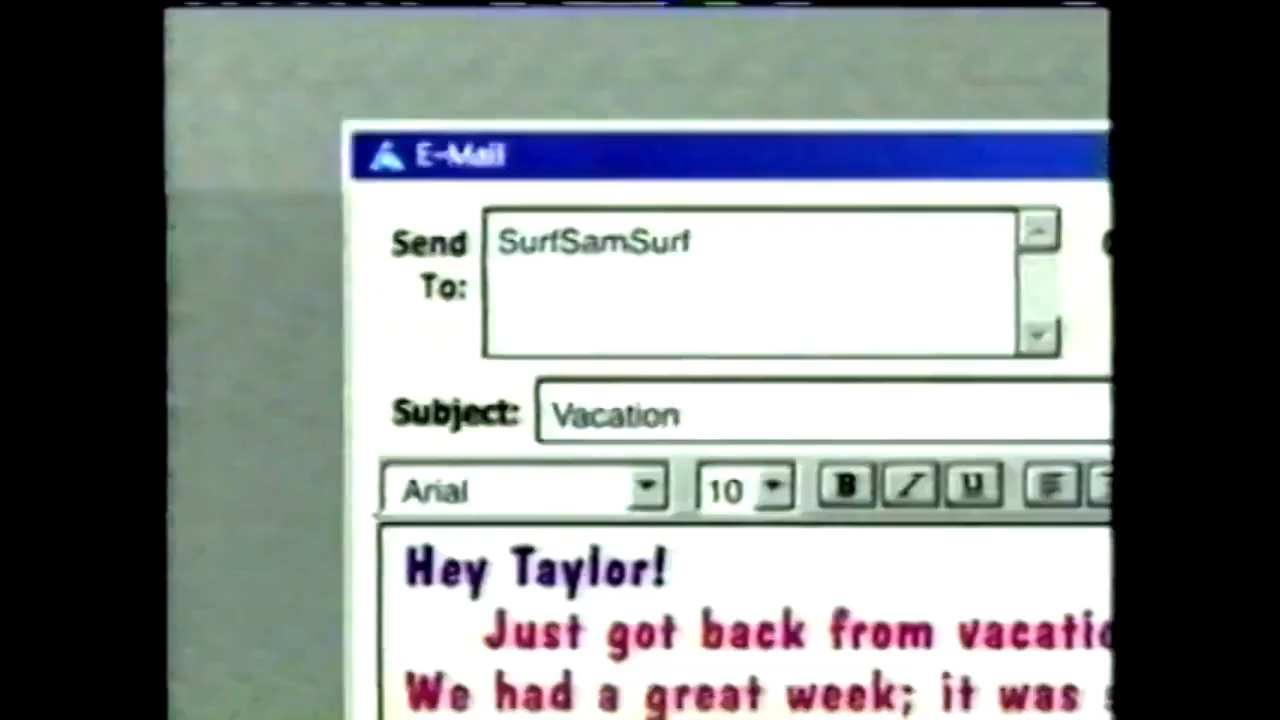 E-Mail
Send To:
SurfSamSurf
Subject: Vacation
Arial 10 B I U
Hey Taylor!
Just got back from
We had a great week; it was